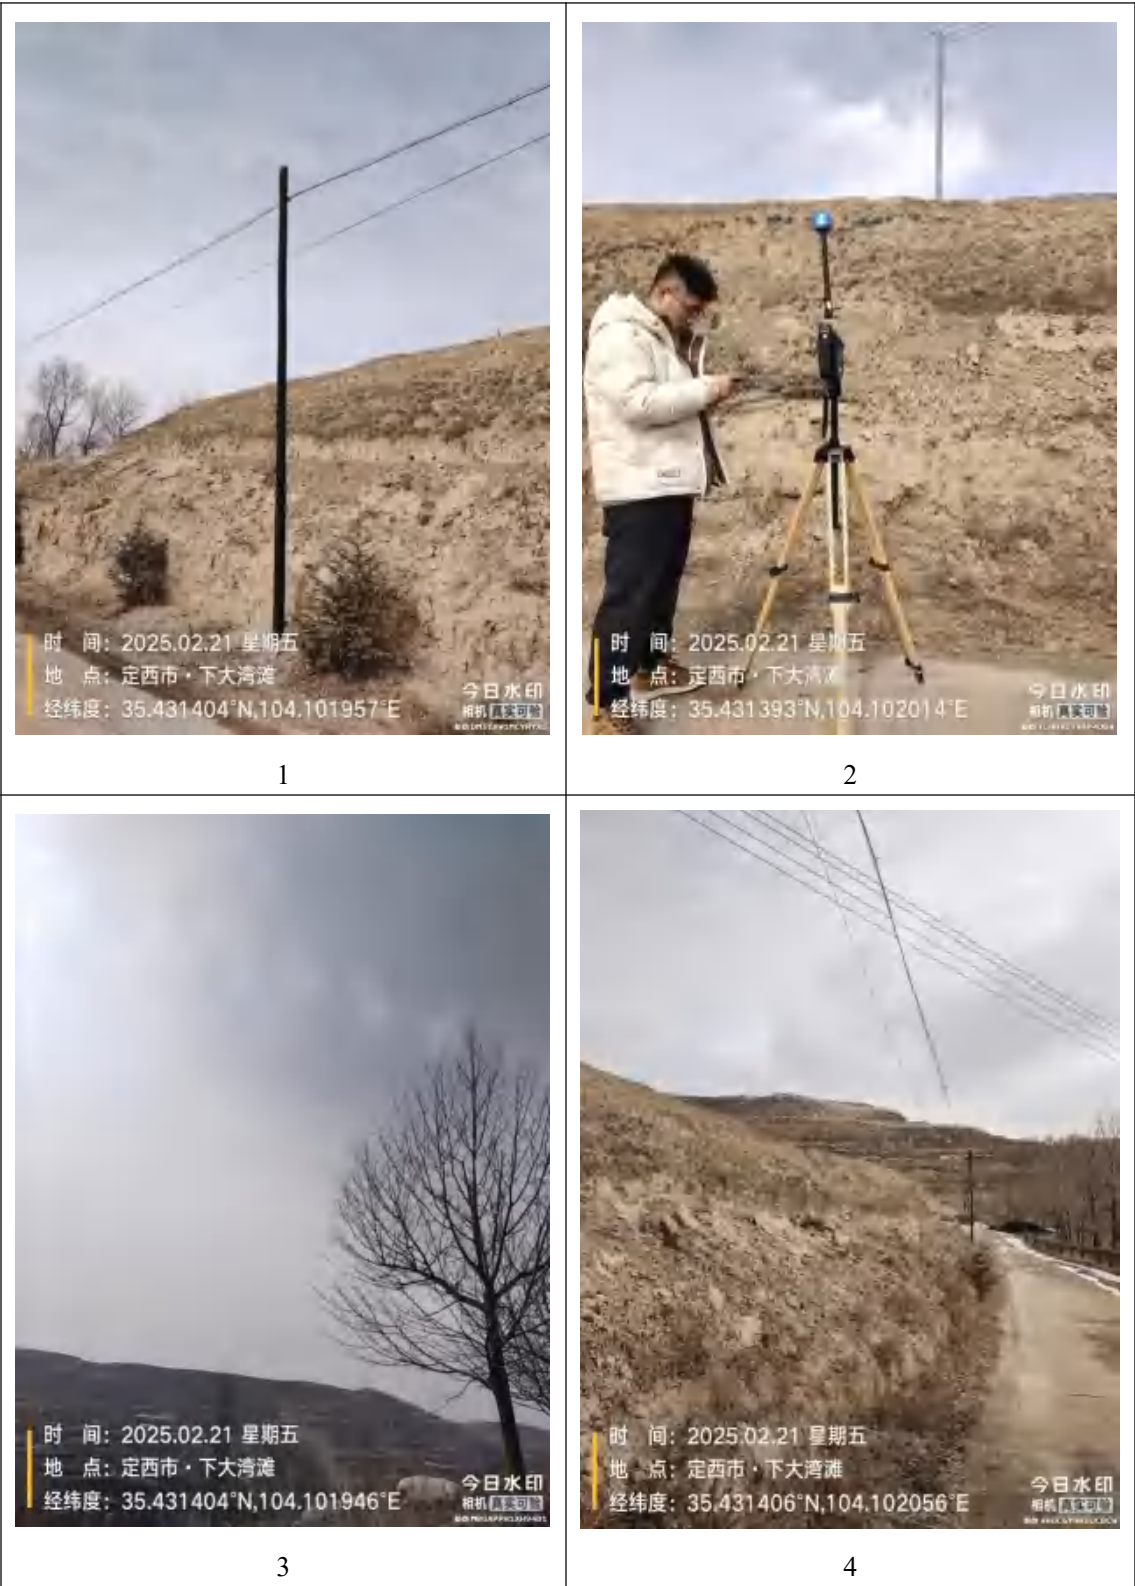 时 间：2025.02.21 星期五
地 点：定西市·下大湾滩
经纬度：35.431404°N,104.101957°E
今日水印
相机 真实可验
1
时 间：2025.02.21 星期五
地 点：定西市·下大湾滩
经纬度：35.431393°N,104.102014°E
今日水印
相机 真实可验
2
时 间：2025.02.21 星期五
地 点：定西市·下大湾滩
经纬度：35.431404°N,104.101946°E
今日水印
相机 真实可验
3
时 间：2025.02.21 星期五
地 点：定西市·下大湾滩
经纬度：35.431406°N,104.102056°E
今日水印
相机 真实可验
4